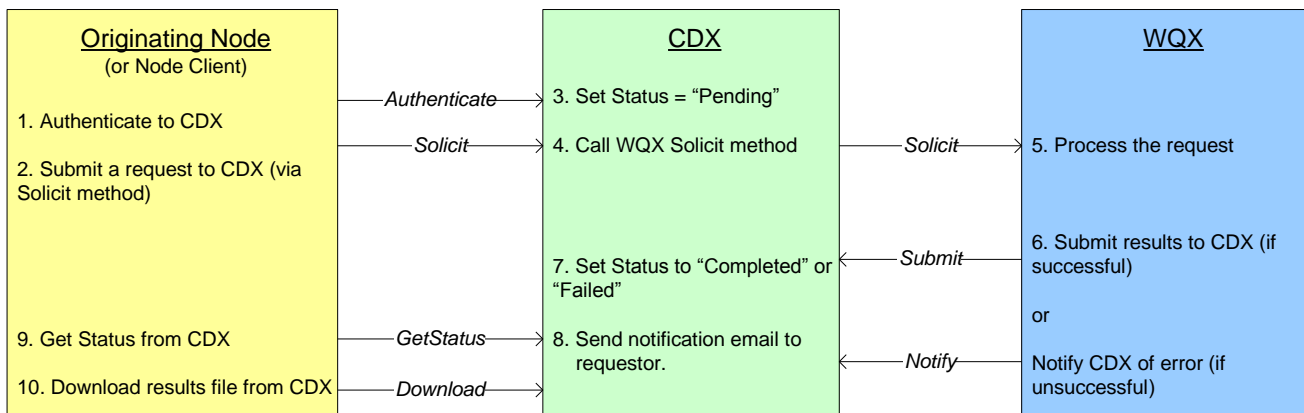 Originating Node
(or Node Client)
1. Authenticate to CDX
2. Submit a request to CDX (via
Solicit method)
9. Get Status from CDX
10. Download results file from CDX
Authenticate
Solicit
GetStatus
Download
CDX
3. Set Status = “Pending”
4. Call WQX Solicit method
7. Set Status to “Completed” or
“Failed”
8. Send notification email to
requestor.
Solicit
Submit
Notify
WQX
5. Process the request
6. Submit results to CDX (if
successful)
or
Notify CDX of error (if
unsuccessful)